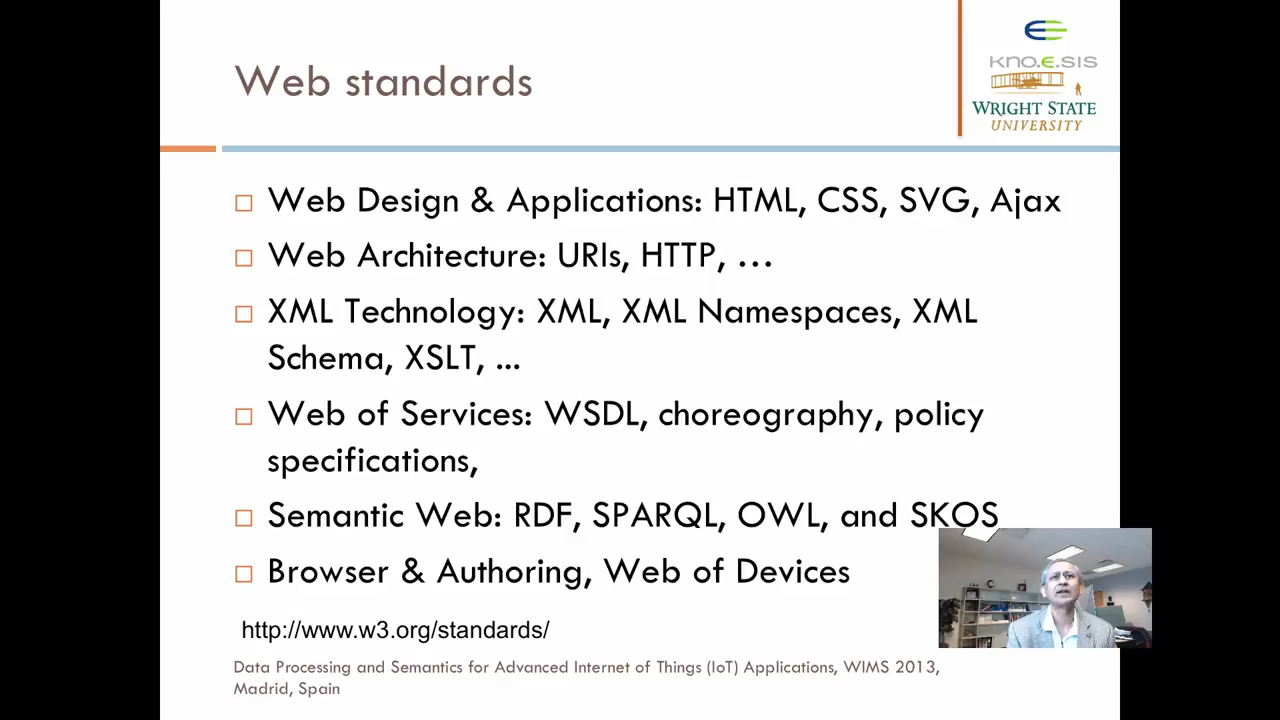 Web standards
kno.e.sis
WRIGHT STATE
UNIVERSITY
Web Design & Applications: HTML, CSS, SVG, Ajax
Web Architecture: URIs, HTTP, …
XML Technology: XML, XML Namespaces, XML
Schema, XSLT, ...
Web of Services: WSDL, choreography, policy
specifications,
Semantic Web: RDF, SPARQL, OWL, and SKOS
Browser & Authoring, Web of Devices
http://www.w3.org/standards/
Data Processing and Semantics for Advanced Internet of Things (IoT) Applications, WIMS 2013,
Madrid, Spain